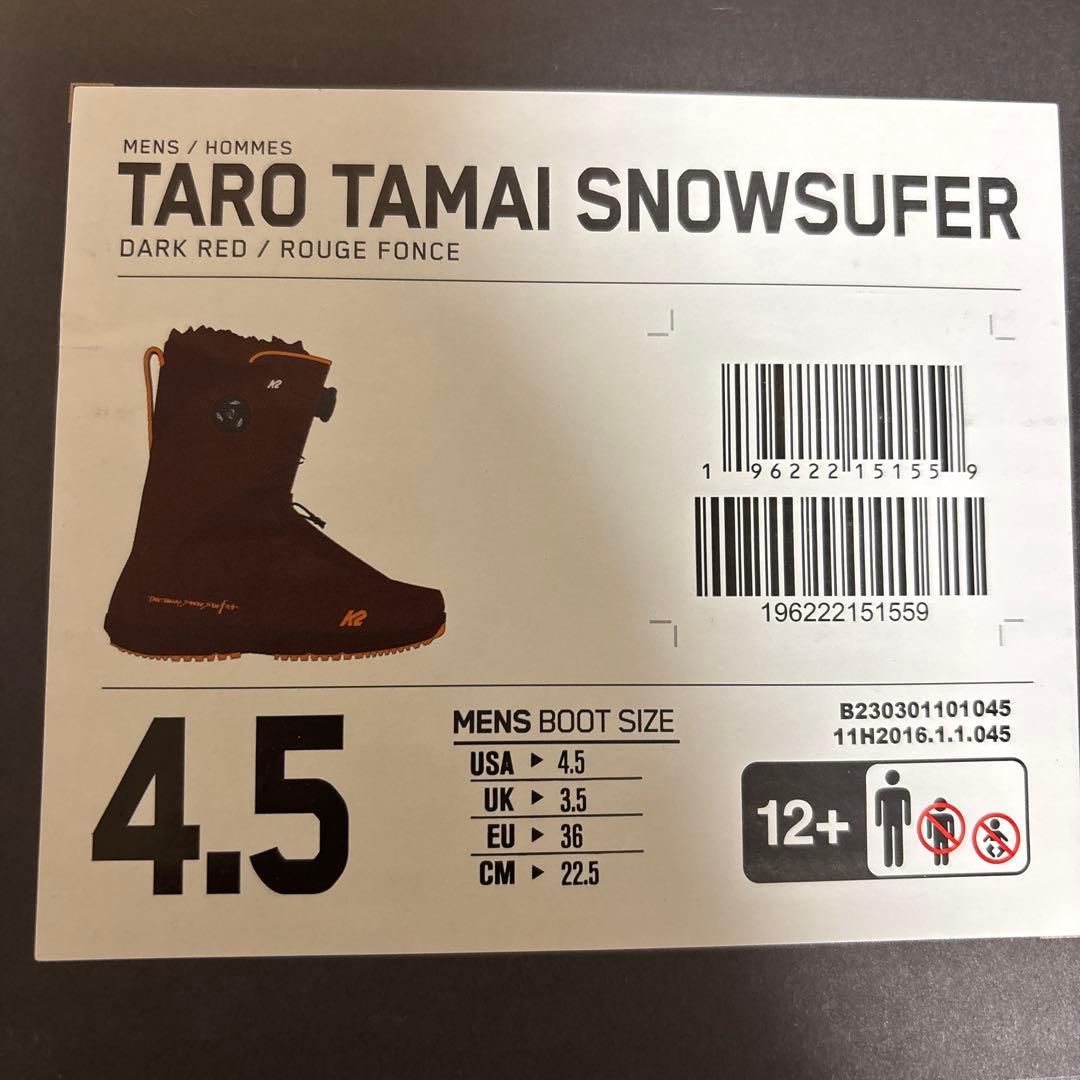 MENS / HOMMES
TARO TAMAI SNOWSUFER
DARK RED / ROUGE FONCE
K2
K2
1 96222 15155 9
196222151559
4.5
MENS BOOT SIZE
USA ▶ 4.5
UK ▶ 3.5
EU ▶ 36
CM ▶ 22.5
B230301101045
11H2016.1.1.045
12+